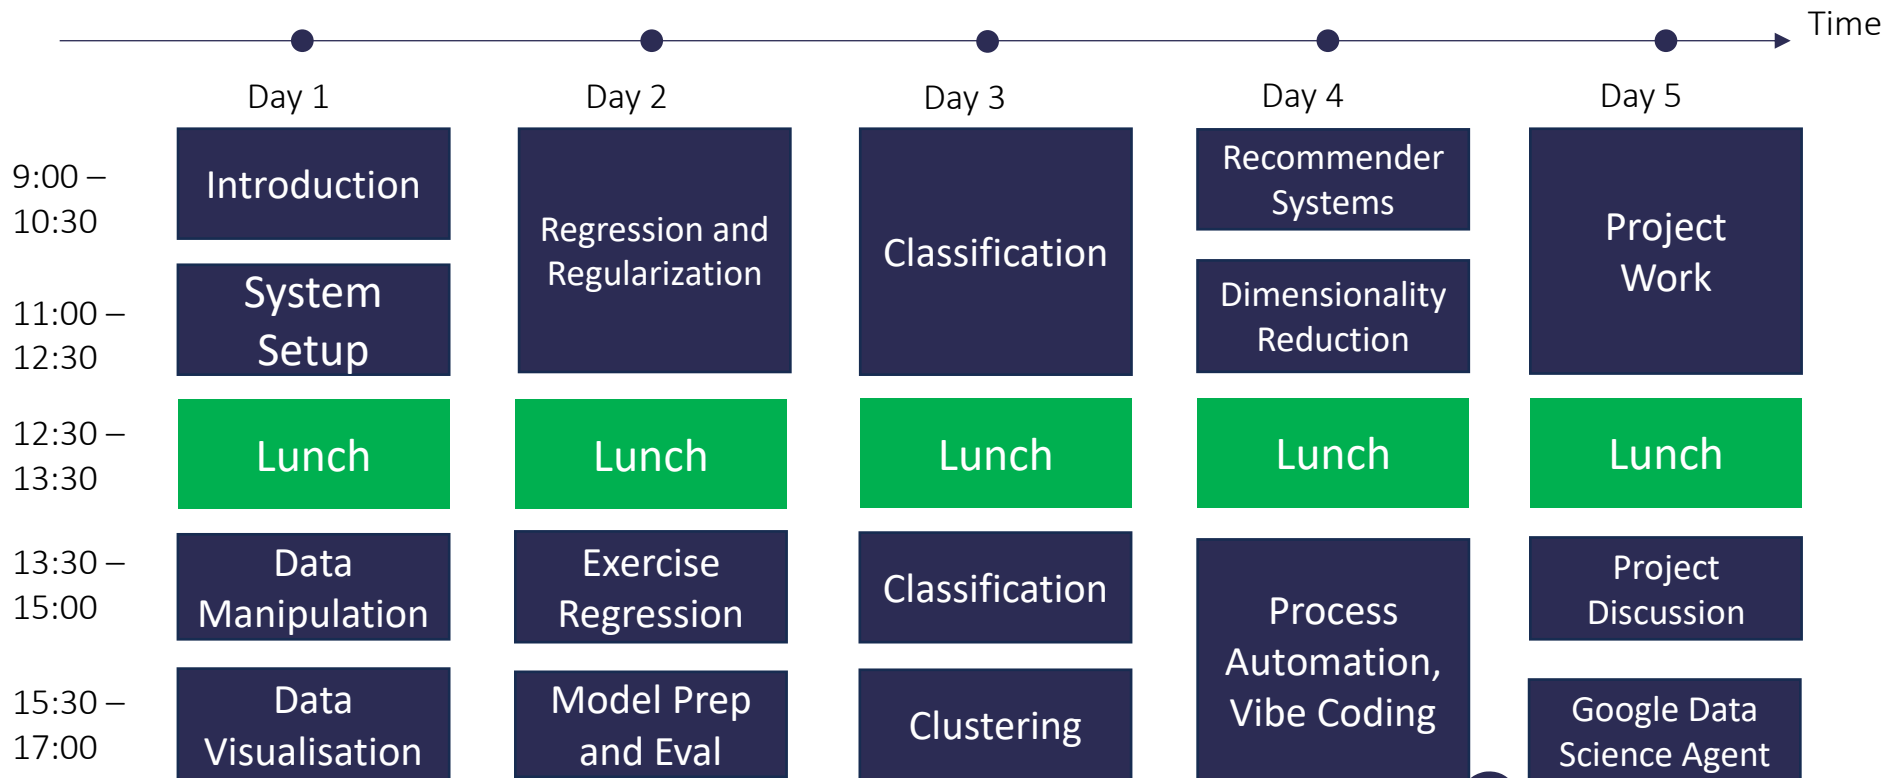 Time
Day 1
Day 2
Day 3
Day 4
Day 5
9:00 –
10:30
Introduction
Regression and
Regularization
Classification
Recommender
Systems
Project
Work
11:00 –
12:30
System
Setup
Dimensionality
Reduction
12:30 –
13:30
Lunch
Lunch
Lunch
Lunch
Lunch
13:30 –
15:00
Data
Manipulation
Exercise
Regression
Classification
Process
Automation,
Vibe Coding
Project
Discussion
15:30 –
17:00
Data
Visualisation
Model Prep
and Eval
Clustering
Google Data
Science Agent